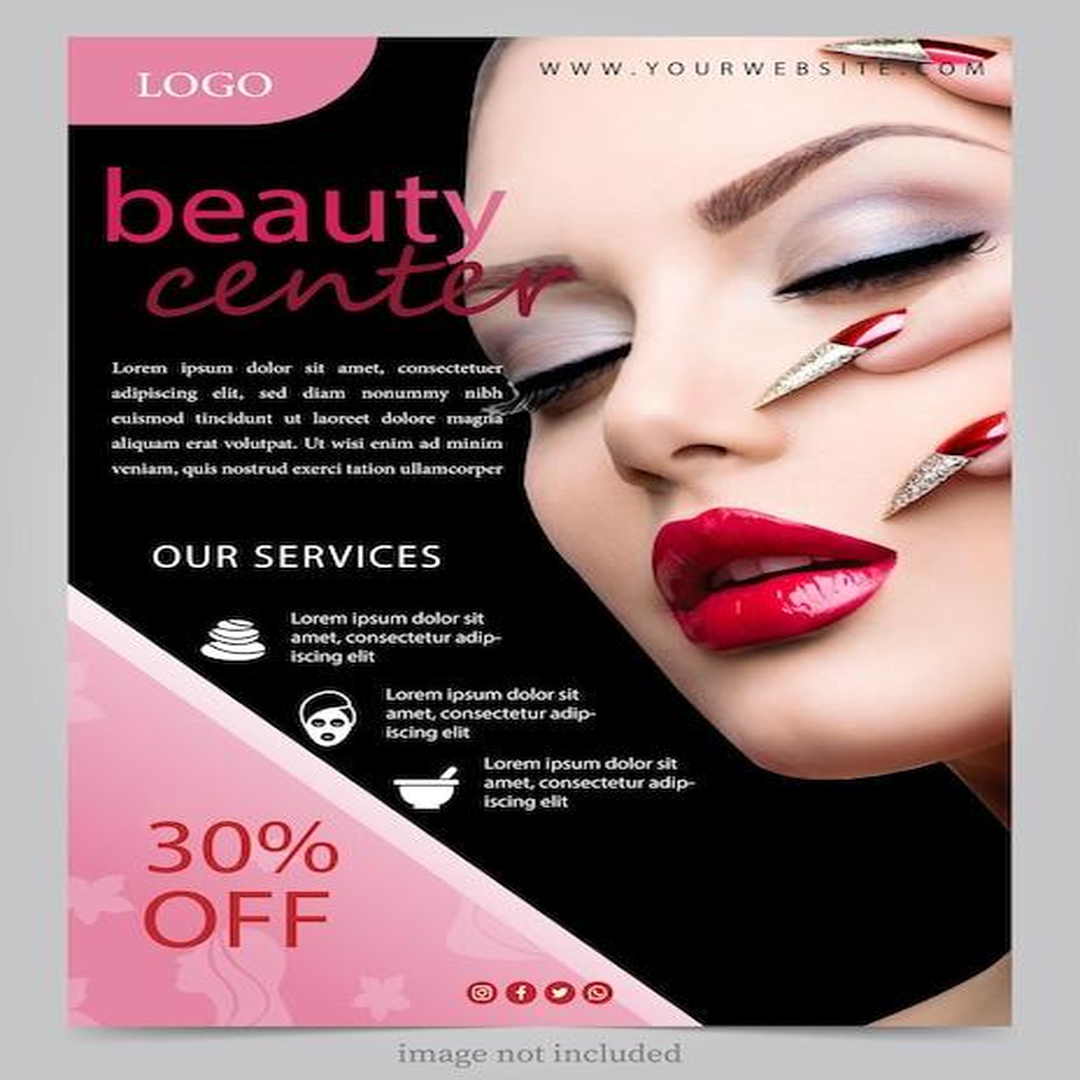 LOGO
WWW.YOURWEBSITE.COM
beauty
center
Lorem ipsum dolor sit amet, consectetuer
adipiscing elit, sed diam nonummy nibh
euismod tincidunt ut laoreet dolore magna
aliquam erat volutpat. Ut wisi enim ad minim
veniam, quis nostrud exerci tation ullamcorper
OUR SERVICES
Lorem ipsum dolor sit
amet, consectetur adip-
iscing elit
Lorem ipsum dolor sit
amet, consectetur adip-
iscing elit
Lorem ipsum dolor sit
amet, consectetur adip-
iscing elit
30%
OFF
image not included